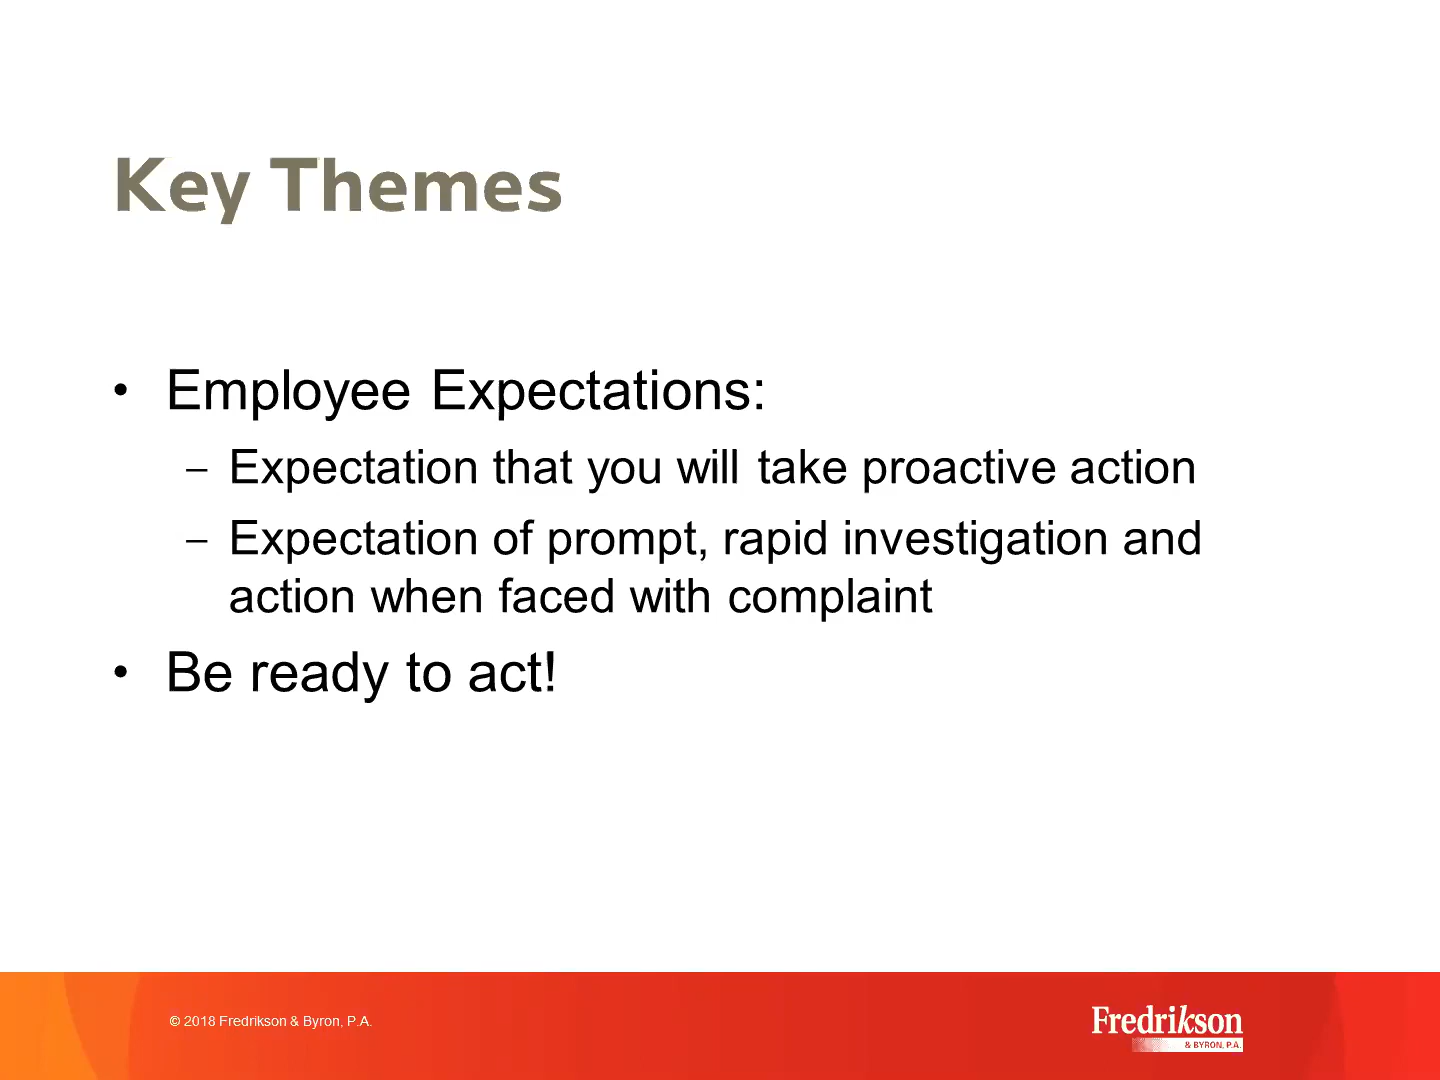 Key Themes
• Employee Expectations:
– Expectation that you will take proactive action
– Expectation of prompt, rapid investigation and
action when faced with complaint
• Be ready to act!
© 2018 Fredrikson & Byron, P.A.
Fredrikson
& BYRON, P.A.